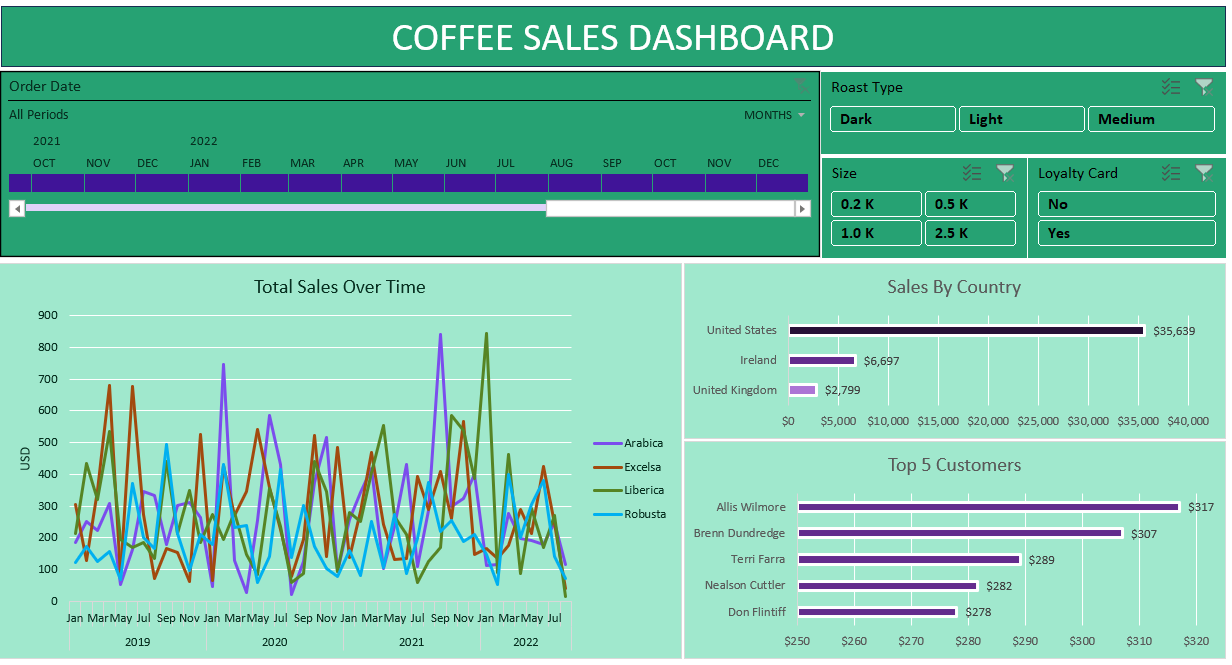 COFFEE SALES DASHBOARD
Order Date
All Periods
MONTHS
2021 2022
OCT NOV DEC JAN FEB MAR APR MAY JUN JUL AUG SEP OCT NOV DEC
Roast Type
Dark Light Medium
Size
0.2 K 0.5 K
1.0 K 2.5 K
Loyalty Card
No
Yes
Total Sales Over Time
900
800
700
600
500
400
300
200
100
0
USD
Jan Mar May Jul Sep Nov Jan Mar May Jul Sep Nov Jan Mar May Jul Sep Nov Jan Mar May Jul
2019 2020 2021 2022
Arabica
Excelsa
Liberica
Robusta
Sales By Country
United States $35,639
Ireland $6,697
United Kingdom $2,799
$0 $5,000 $10,000 $15,000 $20,000 $25,000 $30,000 $35,000 $40,000
Top 5 Customers
Allis Wilmore $317
Brenn Dundredge $307
Terri Farra $289
Nealson Cuttler $282
Don Flintiff $278
$250 $260 $270 $280 $290 $300 $310 $320